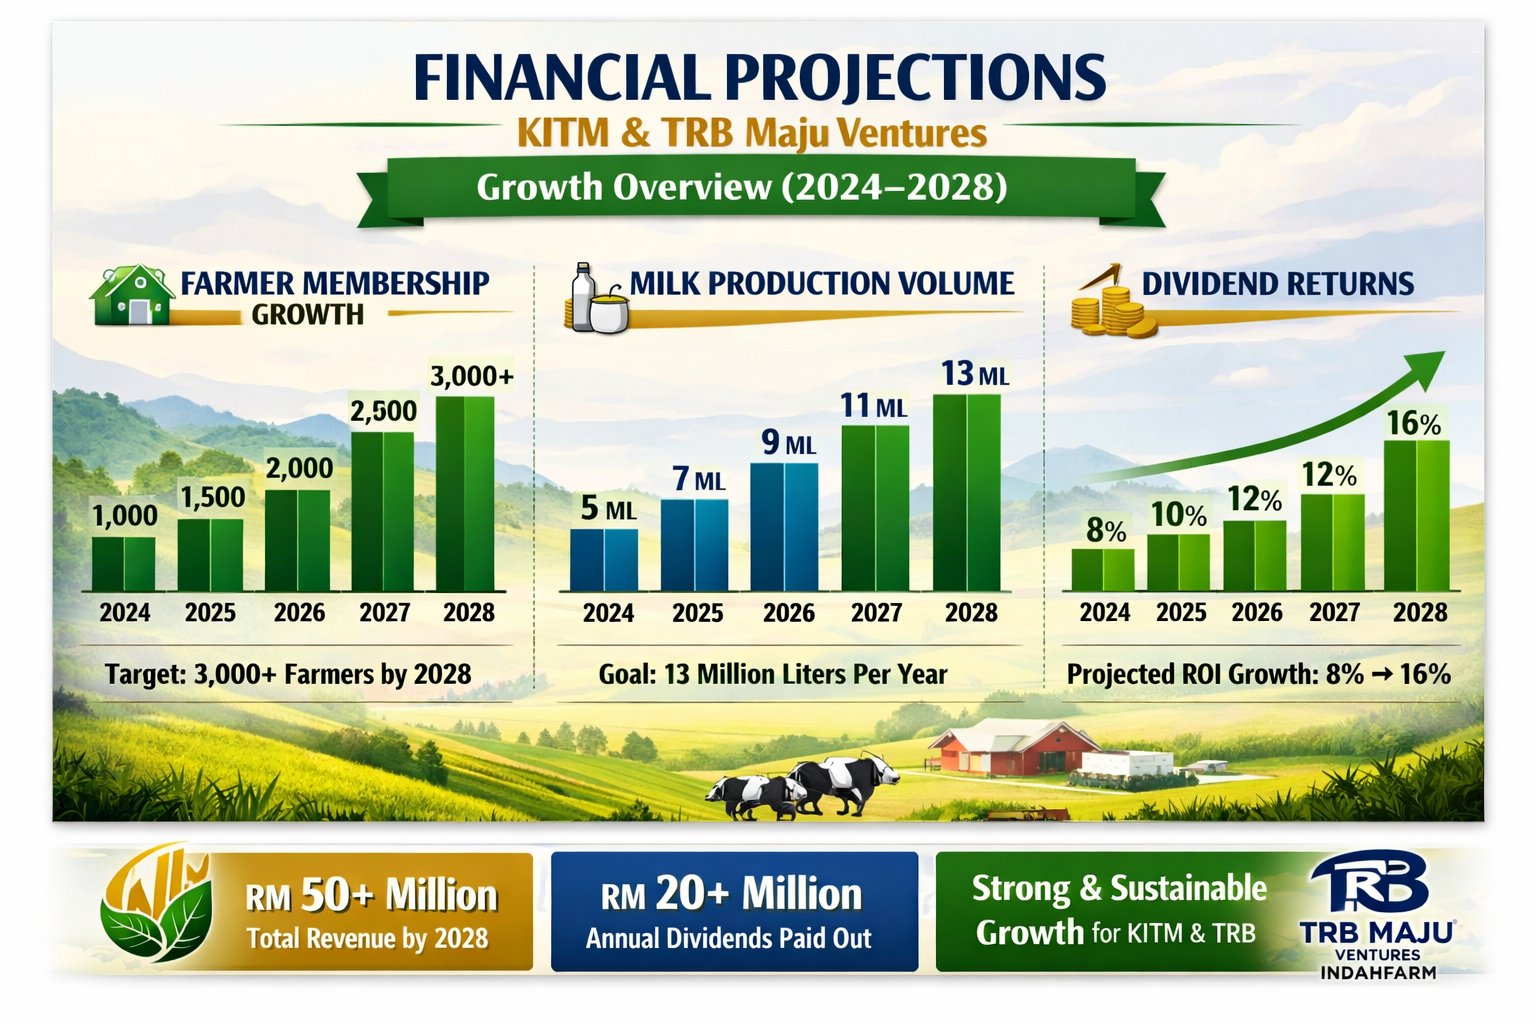 FINANCIAL PROJECTIONS
KITM & TRB Maju Ventures
Growth Overview (2024–2028)
FARMER MEMBERSHIP
GROWTH
1,000
1,500
2,000
2,500
3,000+
2024
2025
2026
2027
2028
Target: 3,000+ Farmers by 2028
MILK PRODUCTION VOLUME
5 ML
7 ML
9 ML
11 ML
13 ML
2024
2025
2026
2027
2028
Goal: 13 Million Liters Per Year
DIVIDEND RETURNS
8%
10%
12%
12%
16%
2024
2025
2026
2027
2028
Projected ROI Growth: 8% → 16%
RM 50+ Million
Total Revenue by 2028
RM 20+ Million
Annual Dividends Paid Out
Strong & Sustainable
Growth for KITM & TRB
TRB
TRB MAJU
VENTURES
INDAHFARM